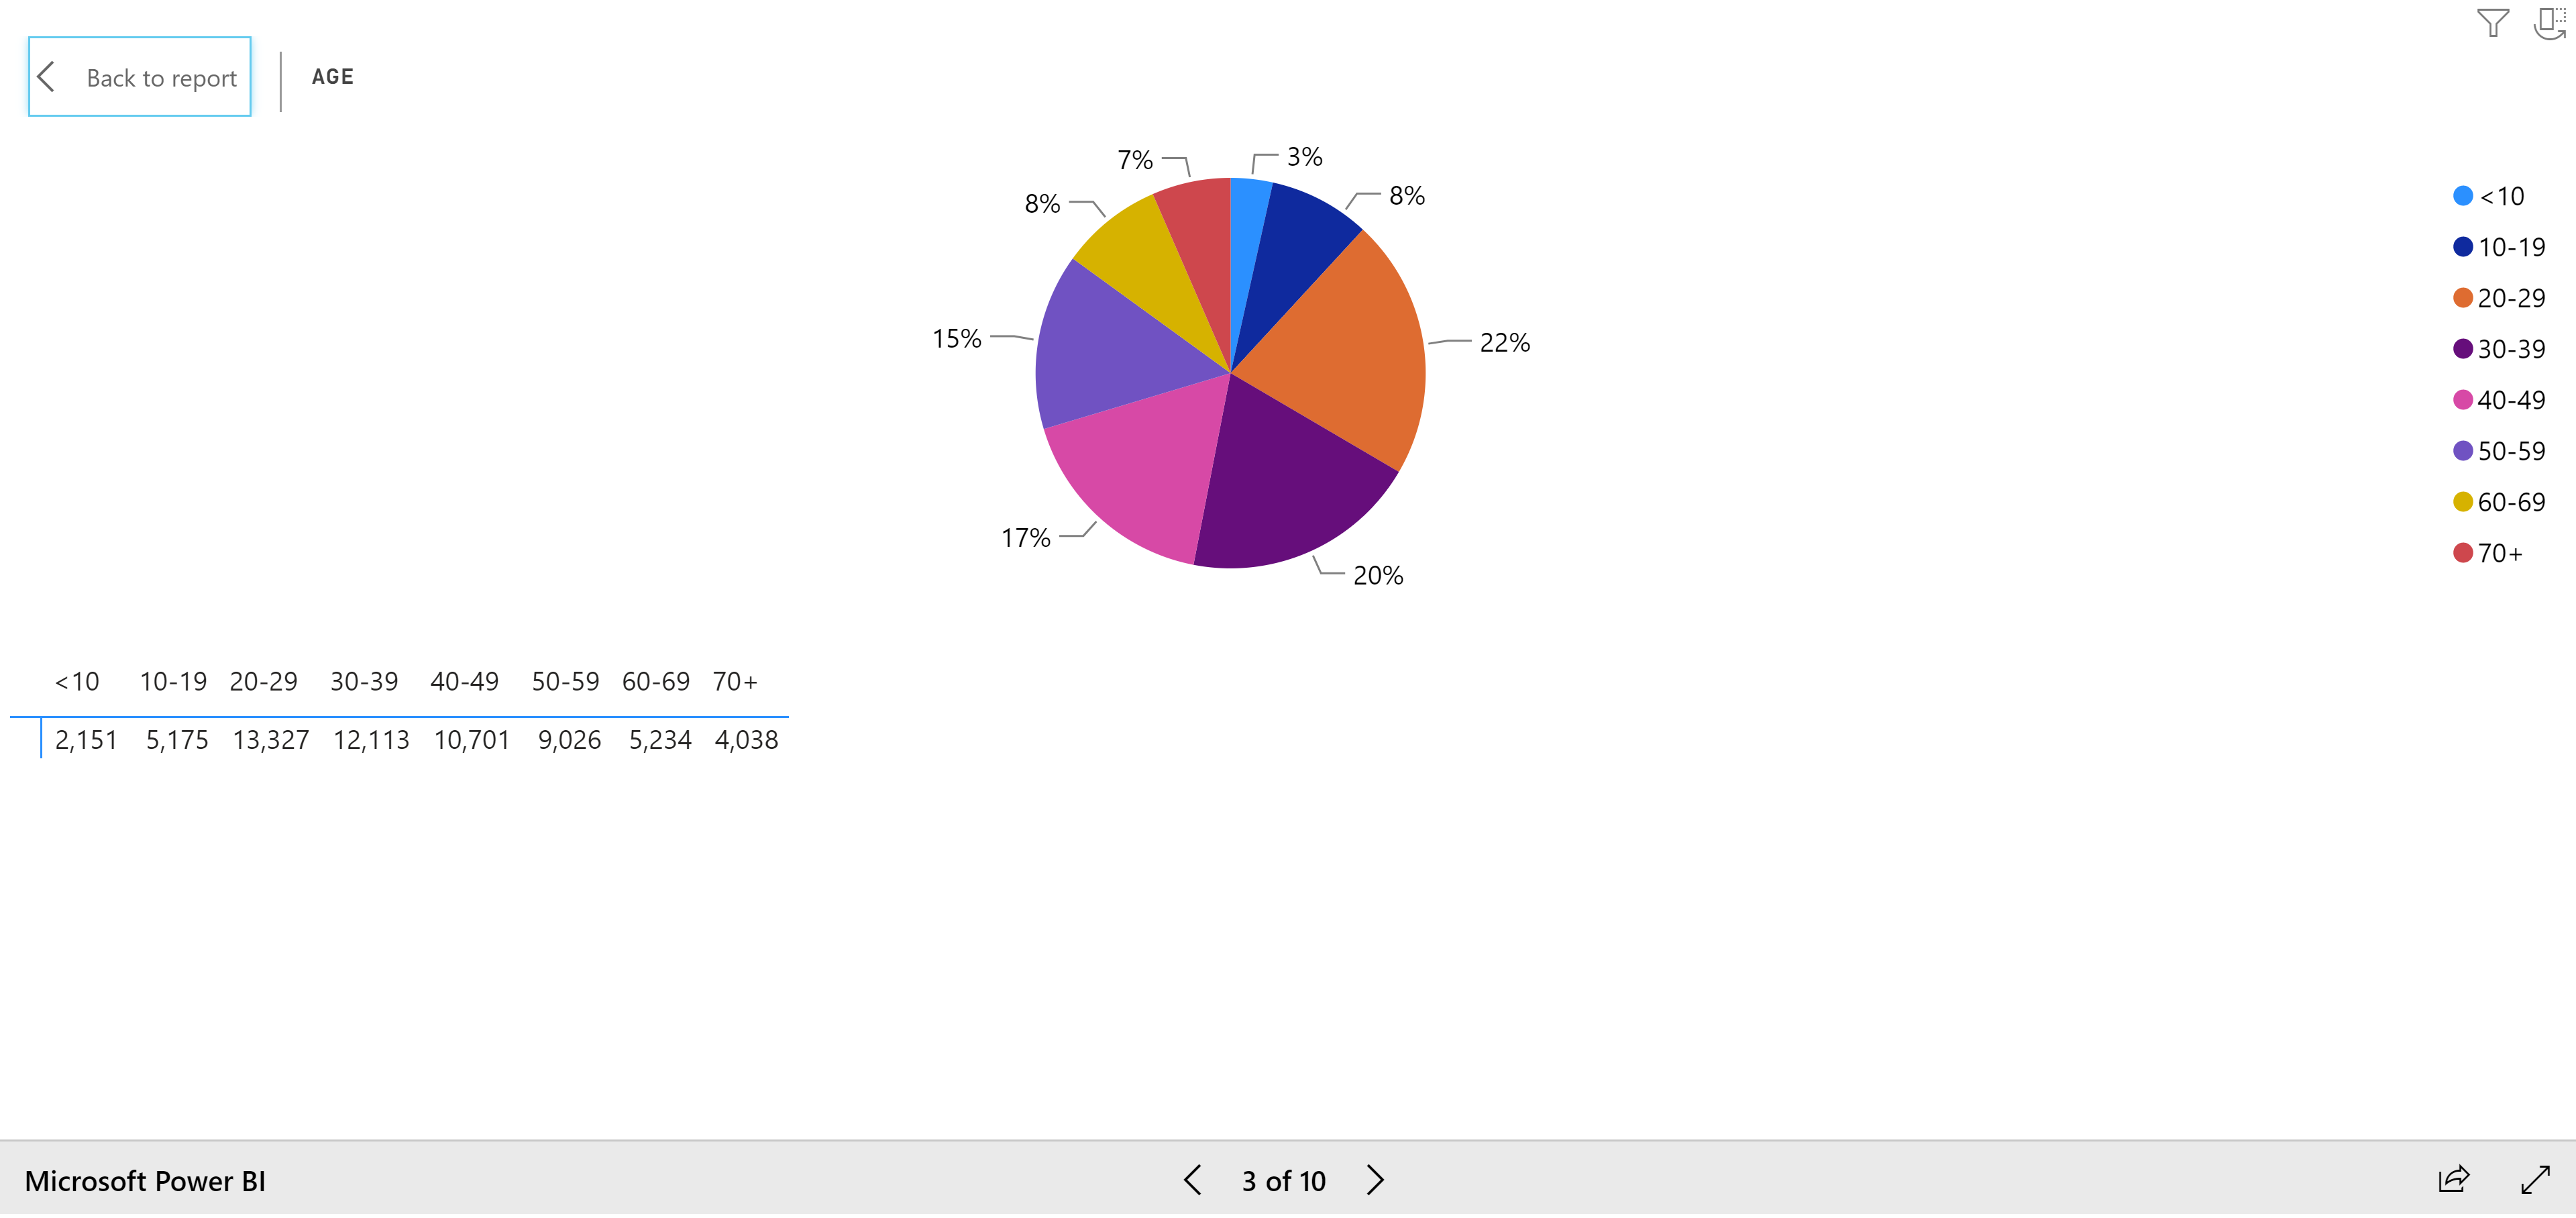 Back to report
AGE
7%
3%
8%
8%
15%
22%
17%
20%
<10
10-19
20-29
30-39
40-49
50-59
60-69
70+
<10 10-19 20-29 30-39 40-49 50-59 60-69 70+
2,151 5,175 13,327 12,113 10,701 9,026 5,234 4,038
Microsoft Power BI
3 of 10